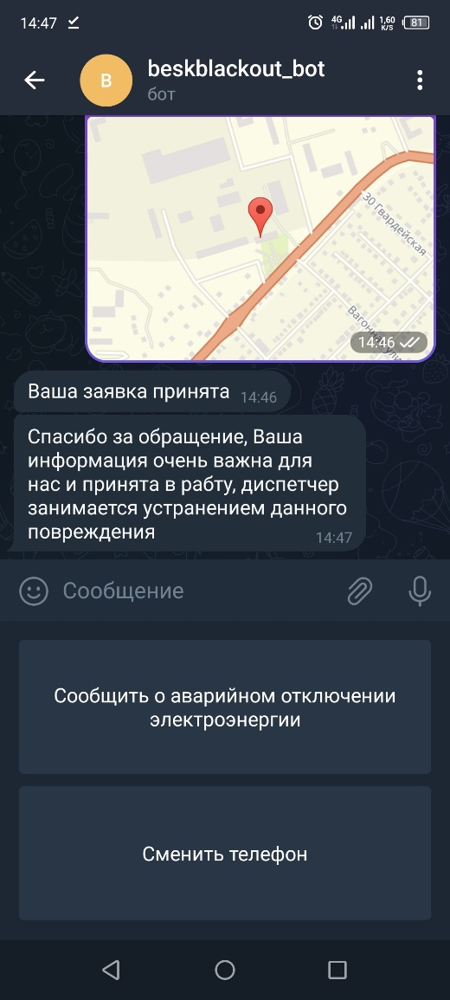 14:47
4G
1,60
K/S
81
B
beskblackout_bot
бот
30 Гвардейская
14:46
Ваша заявка принята 14:46
Спасибо за обращение, Ваша
информация очень важна для
нас и принята в рабту, диспетчер
занимается устранением данного
повреждения
14:47
Сообщение
Сообщить о аварийном отключении
электроэнергии
Сменить телефон